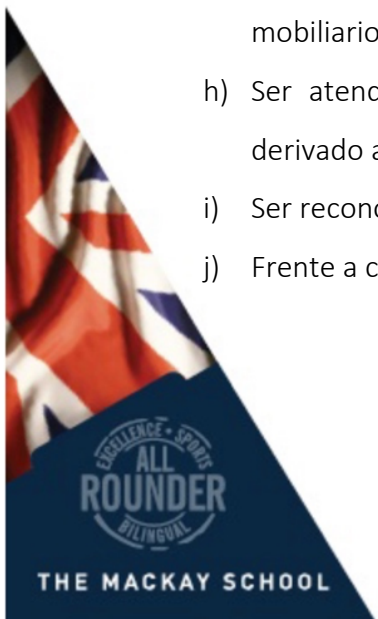 mobiliario
h) Ser atend
derivado a
i) Ser recono
j) Frente a c
EXCELLENCE • SPORTS
ALL
ROUNDER
BILINGUAL
THE MACKAY SCHOOL